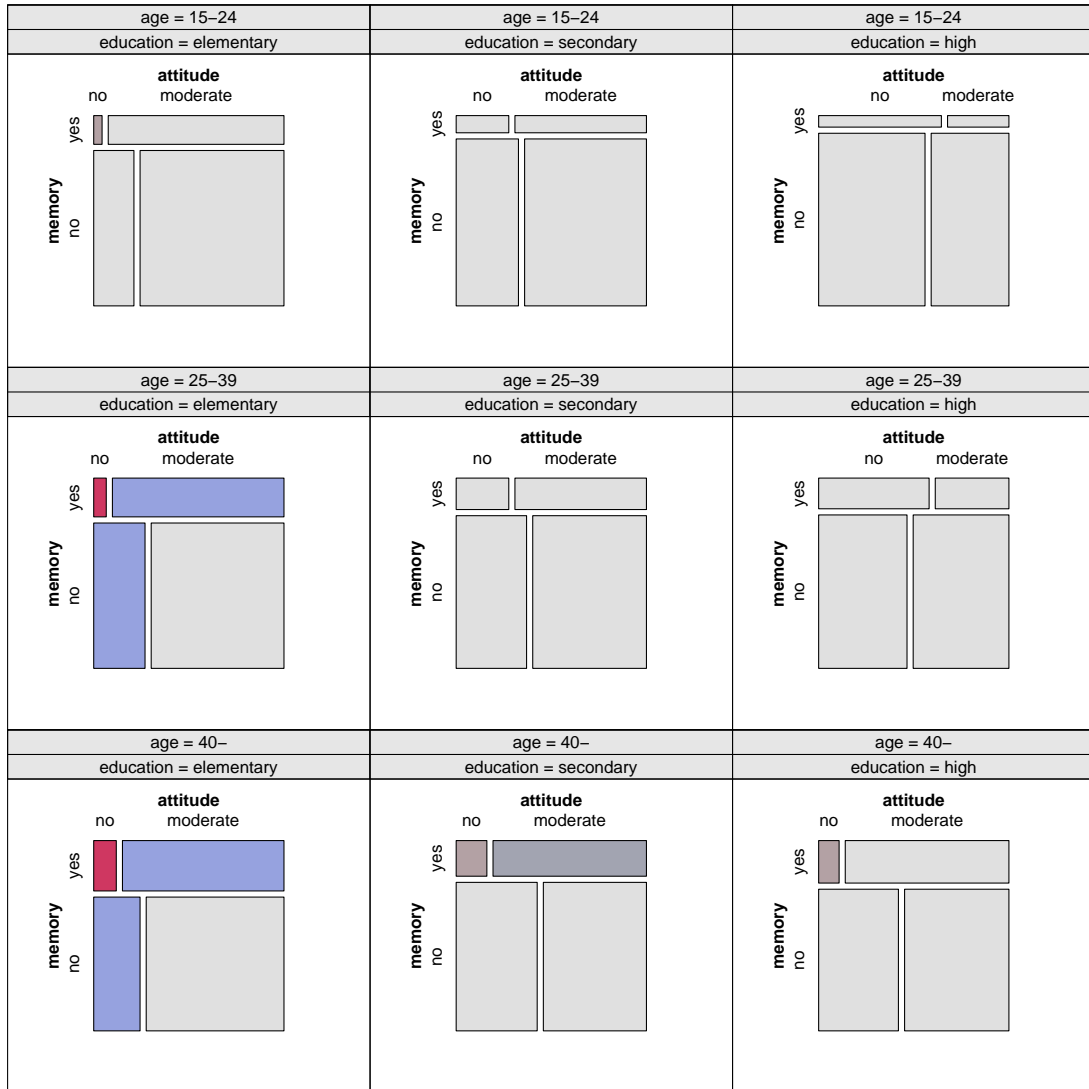 age = 15−24
education = elementary
attitude
no moderate
memory
yes
no
age = 15−24
education = secondary
attitude
no moderate
memory
yes
no
age = 15−24
education = high
attitude
no moderate
memory
yes
no
age = 25−39
education = elementary
attitude
no moderate
memory
yes
no
age = 25−39
education = secondary
attitude
no moderate
memory
yes
no
age = 25−39
education = high
attitude
no moderate
memory
yes
no
age = 40−
education = elementary
attitude
no moderate
memory
yes
no
age = 40−
education = secondary
attitude
no moderate
memory
yes
no
age = 40−
education = high
attitude
no moderate
memory
yes
no